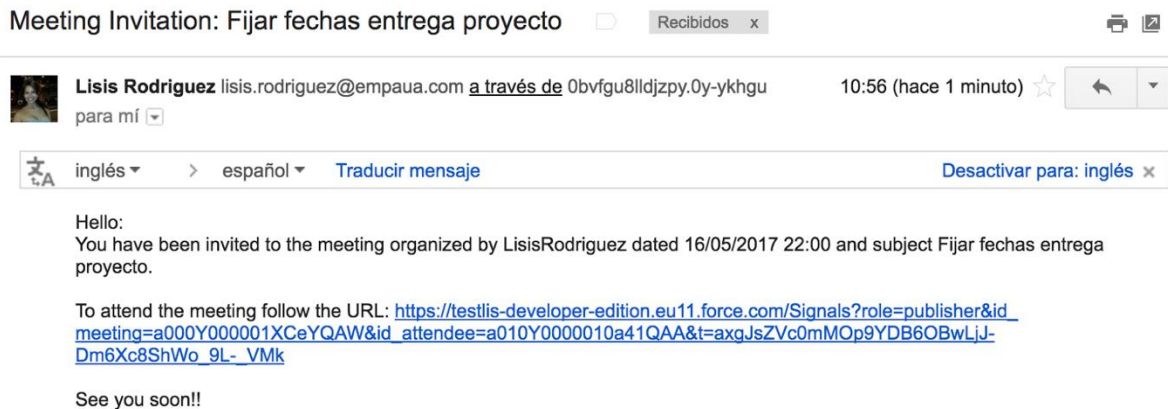 Meeting Invitation: Fijar fechas entrega proyecto Recibidos x
Lisis Rodriguez lisis.rodriguez@empaua.com a través de 0bvfgu8lldjzpy.0y-ykhgu 10:56 (hace 1 minuto)
para mí
inglés > español Traducir mensaje Desactivar para: inglés x
Hello:
You have been invited to the meeting organized by LisisRodriguez dated 16/05/2017 22:00 and subject Fijar fechas entrega
proyecto.
To attend the meeting follow the URL: https://testlis-developer-edition.eu11.force.com/Signals?role=publisher&id_
meeting=a000Y000001XCeYQAW&id_attendee=a010Y0000010a41QAA&t=axgJsZVc0mMOp9YDB6OBwLjJ-
Dm6Xc8ShWo_9L-_VMk
See you soon!!